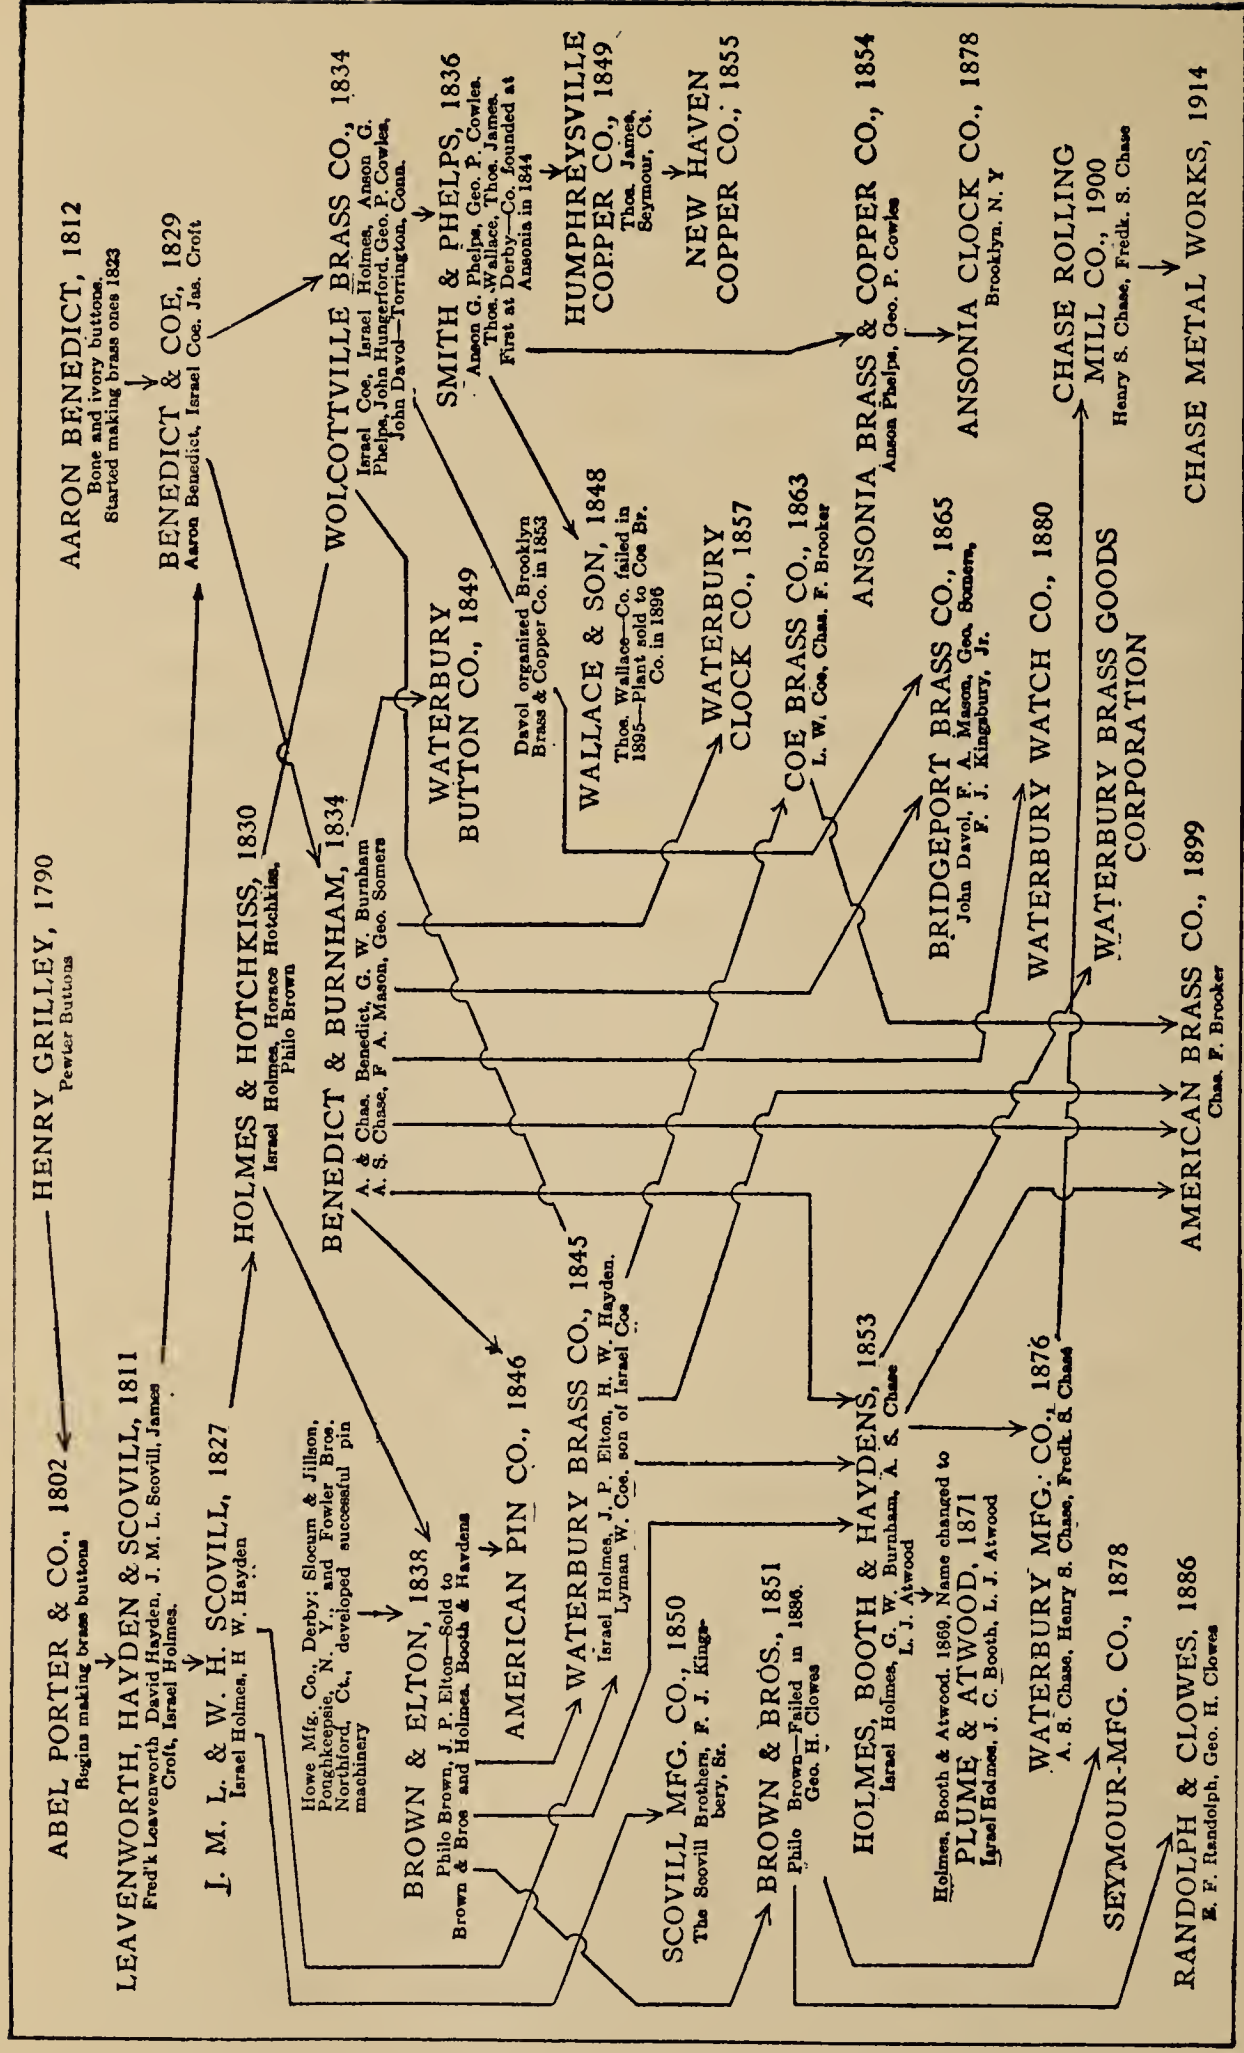 HENRY GRILLEY, 1790
Pewter Buttons
AARON BENEDICT, 1812
Bone and ivory buttons.
Started making brass ones 1823
ABEL PORTER & CO., 1802
Begins making brass buttons
LEAVENWORTH, HAYDEN & SCOVILL, 1811
Fred'k Leavenworth David Hayden, J. M. L. Scovill, James
Croft, Israel Holmes.
BENEDICT & COE, 1829
Aaron Benedict, Israel Coe. Jas. Croft
J. M. L. & W. H. SCOVILL, 1827
Israel Holmes, H W. Hayden
HOLMES & HOTCHKISS, 1830
Israel Holmes, Horace Hotchkiss,
Philo Brown
WOLCOTTVILLE BRASS CO., 1834
Israel Coe, Israel Holmes, Anson G.
Phelps, John Hungerford, Geo. P. Cowles,
John Davol—Torrington, Conn.
Howe Mfg. Co., Derby; Slocum & Jillson,
Poughkeepsie, N. Y., and Fowler Bros.
Northford, Ct., developed successful pin
machinery
BENEDICT & BURNHAM, 1834
A. & Chas. Benedict, G. W. Burnham
A. S. Chase, F A. Mason, Geo. Somers
SMITH & PHELPS, 1836
Anson G. Phelps, Geo. P. Cowles.
Thos. Wallace, Thos. James.
First at Derby—Co. founded at
Ansonia in 1844
BROWN & ELTON, 1838
Philo Brown, J. P. Elton—Sold to
Brown & Bros and Holmes, Booth & Haydens
WATERBURY
BUTTON CO., 1849
HUMPHREYSVILLE
COPPER CO., 1849
Thos. James,
Seymour, Ct.
AMERICAN PIN CO., 1846
Davol organized Brooklyn
Brass & Copper Co. in 1853
WATERBURY BRASS CO., 1845
Israel Holmes, J. P. Elton, H. W. Hayden.
Lyman W. Coe. son of Israel Coe
WALLACE & SON, 1848
Thos. Wallace—Co. failed in
1895—Plant sold to Coe Br.
Co. in 1896
NEW HAVEN
COPPER CO., 1855
SCOVILL MFG. CO., 1850
The Scovill Brothers, F. J. Kings-
bery, Sr.
WATERBURY
CLOCK CO., 1857
BROWN & BROS., 1851
Philo Brown—Failed in 1886.
Geo. H. Clowes
COE BRASS CO., 1863
L. W. Coe, Chas. F. Brooker
HOLMES, BOOTH & HAYDENS, 1853
Israel Holmes, G. W. Burnham, A. S. Chase
L. J. Atwood
ANSONIA BRASS & COPPER CO., 1854
Anson Phelps, Geo. P. Cowles
Holmes, Booth & Atwood. 1869, Name changed to
PLUME & ATWOOD, 1871
Israel Holmes, J. C. Booth, L. J. Atwood
BRIDGEPORT BRASS CO., 1865
John Davol, F. A. Mason, Geo. Somers,
F. J. Kingsbury, Jr.
ANSONIA CLOCK CO., 1878
Brooklyn. N. Y
WATERBURY MFG. CO., 1876
A. S. Chase, Henry S. Chase, Fredk. S. Chase
WATERBURY WATCH CO., 1880
CHASE ROLLING
MILL CO., 1900
Henry S. Chase, Fredk. S. Chase
SEYMOUR-MFG. CO., 1878
WATERBURY BRASS GOODS
CORPORATION
RANDOLPH & CLOWES, 1886
E. F. Randolph, Geo. H. Clowes
AMERICAN BRASS CO., 1899
Chas. F. Brooker
CHASE METAL WORKS, 1914